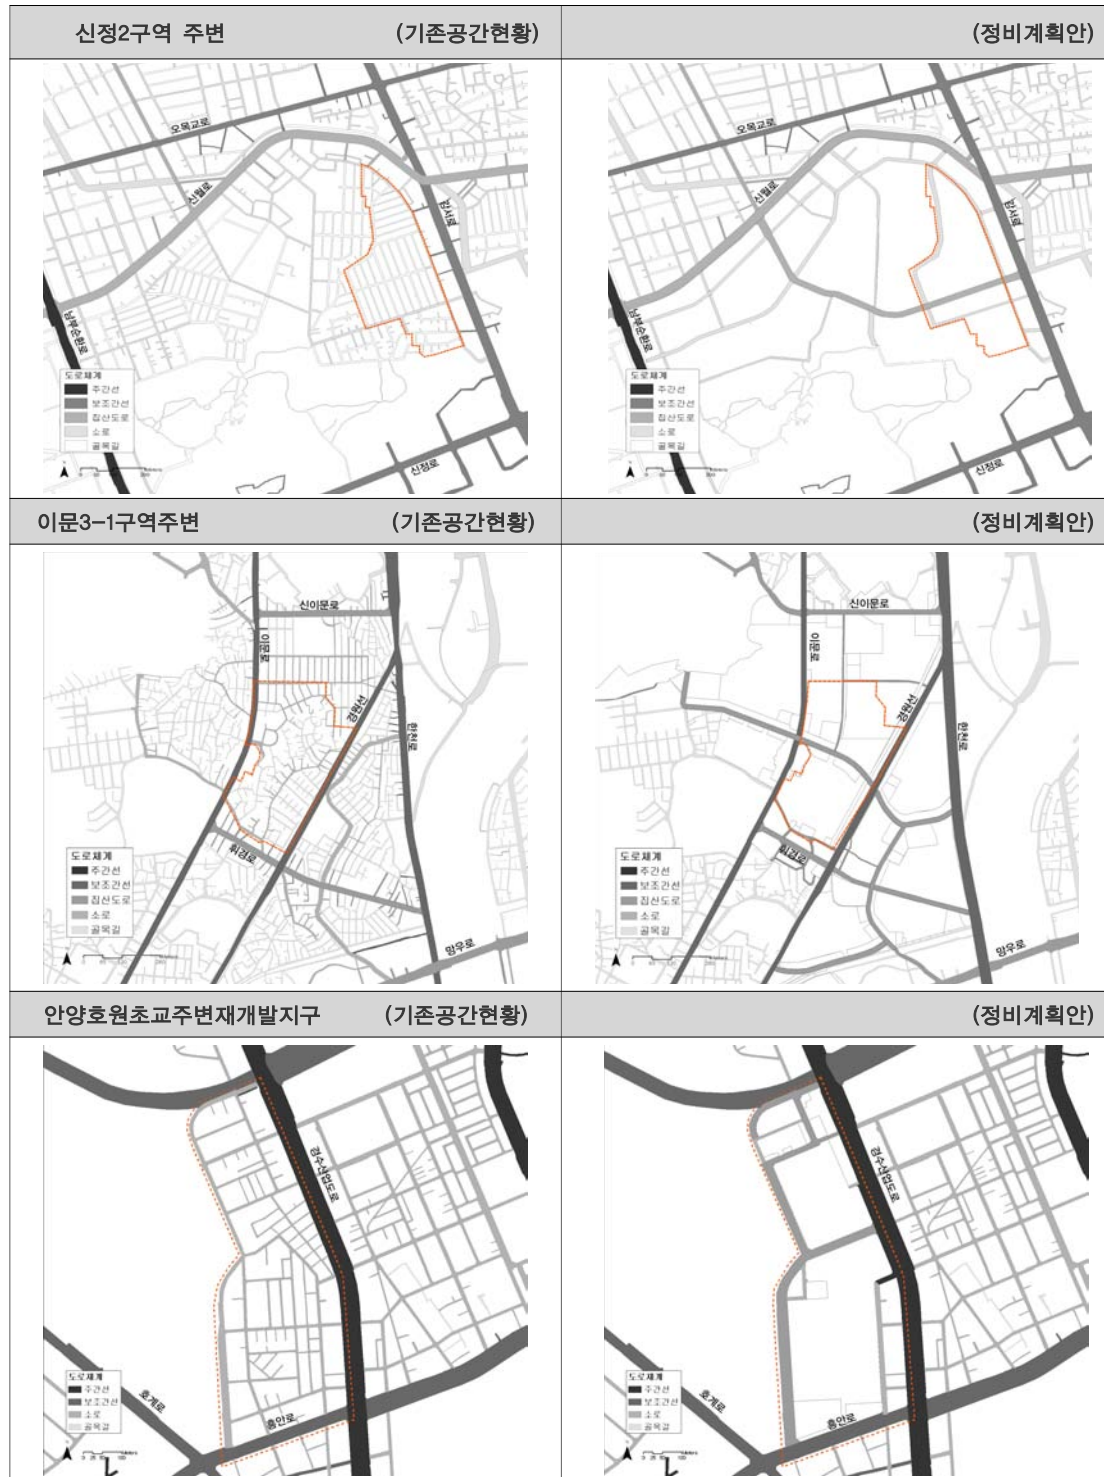 신정2구역 주변 (기존공간현황) (정비계획안)
오목교로 오목교로
신월로 신월로
강서로 강서로
남부순환로 남부순환로
도로체계 도로체계
주간선 주간선
보조간선 보조간선
집산도로 집산도로
소로 소로
골목길 골목길
신정로 신정로
이문3-1구역주변 (기존공간현황) (정비계획안)
신이문로 신이문로
이문로 이문로
경원선 경원선
한천로 한천로
휘경로 휘경로
도로체계 도로체계
주간선 주간선
보조간선 보조간선
집산도로 집산도로
소로 소로
골목길 골목길
망우로 망우로
안양호원초교주변재개발지구 (기존공간현황) (정비계획안)
경수산업도로 경수산업도로
도로체계 도로체계
주간선 주간선
보조간선 보조간선
소로 소로
골목길 골목길
호계로 호계로
흥안로 흥안로